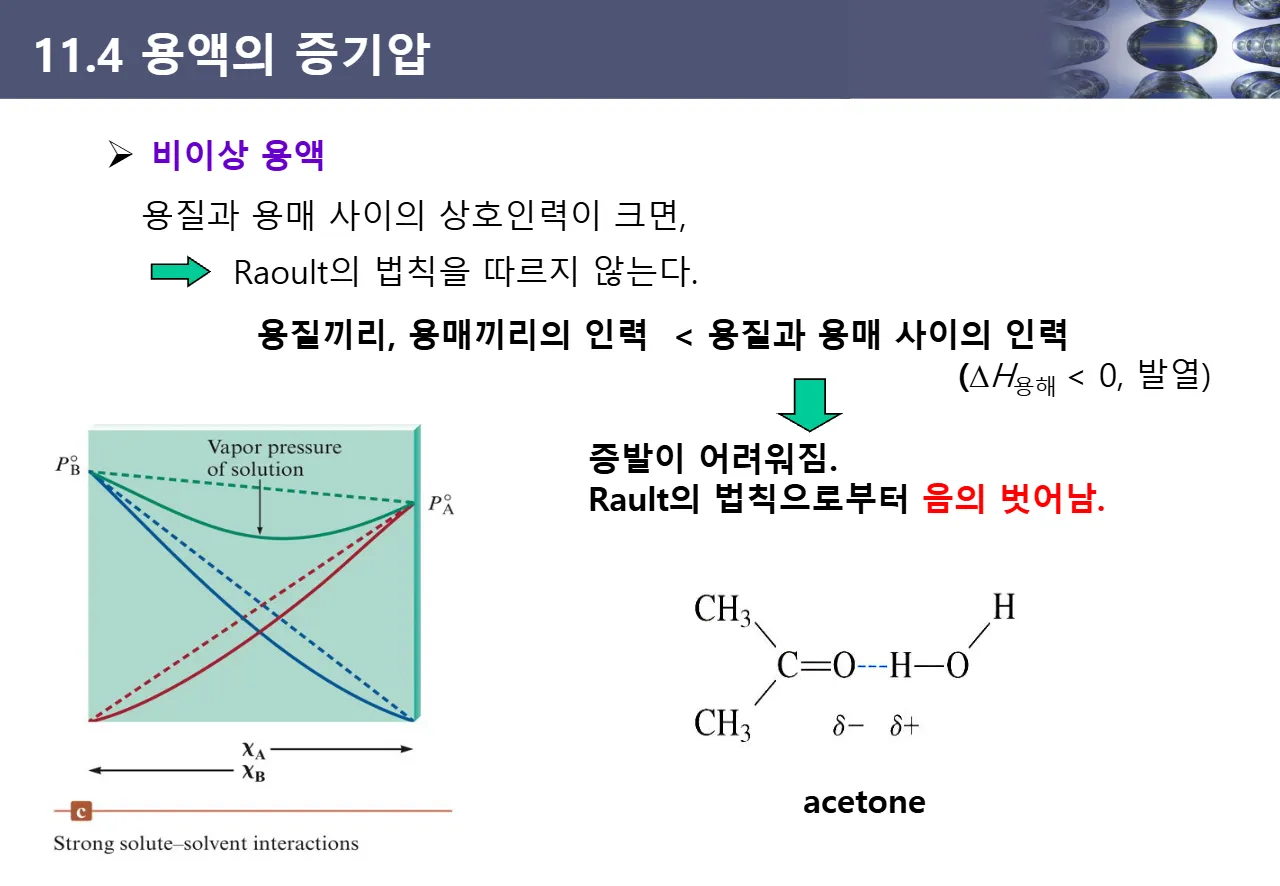 11.4 용액의 증기압
➢ 비이상 용액
용질과 용매 사이의 상호인력이 크면,
Raoult의 법칙을 따르지 않는다.
용질끼리, 용매끼리의 인력 < 용질과 용매 사이의 인력
(ΔH용해 < 0, 발열)
증발이 어려워짐.
Rault의 법칙으로부터 음의 벗어남.
Vapor pressure
of solution
P°B
P°A
χA
χB
c
Strong solute–solvent interactions
CH3
H
C=O---H—O
CH3
δ− δ+
acetone